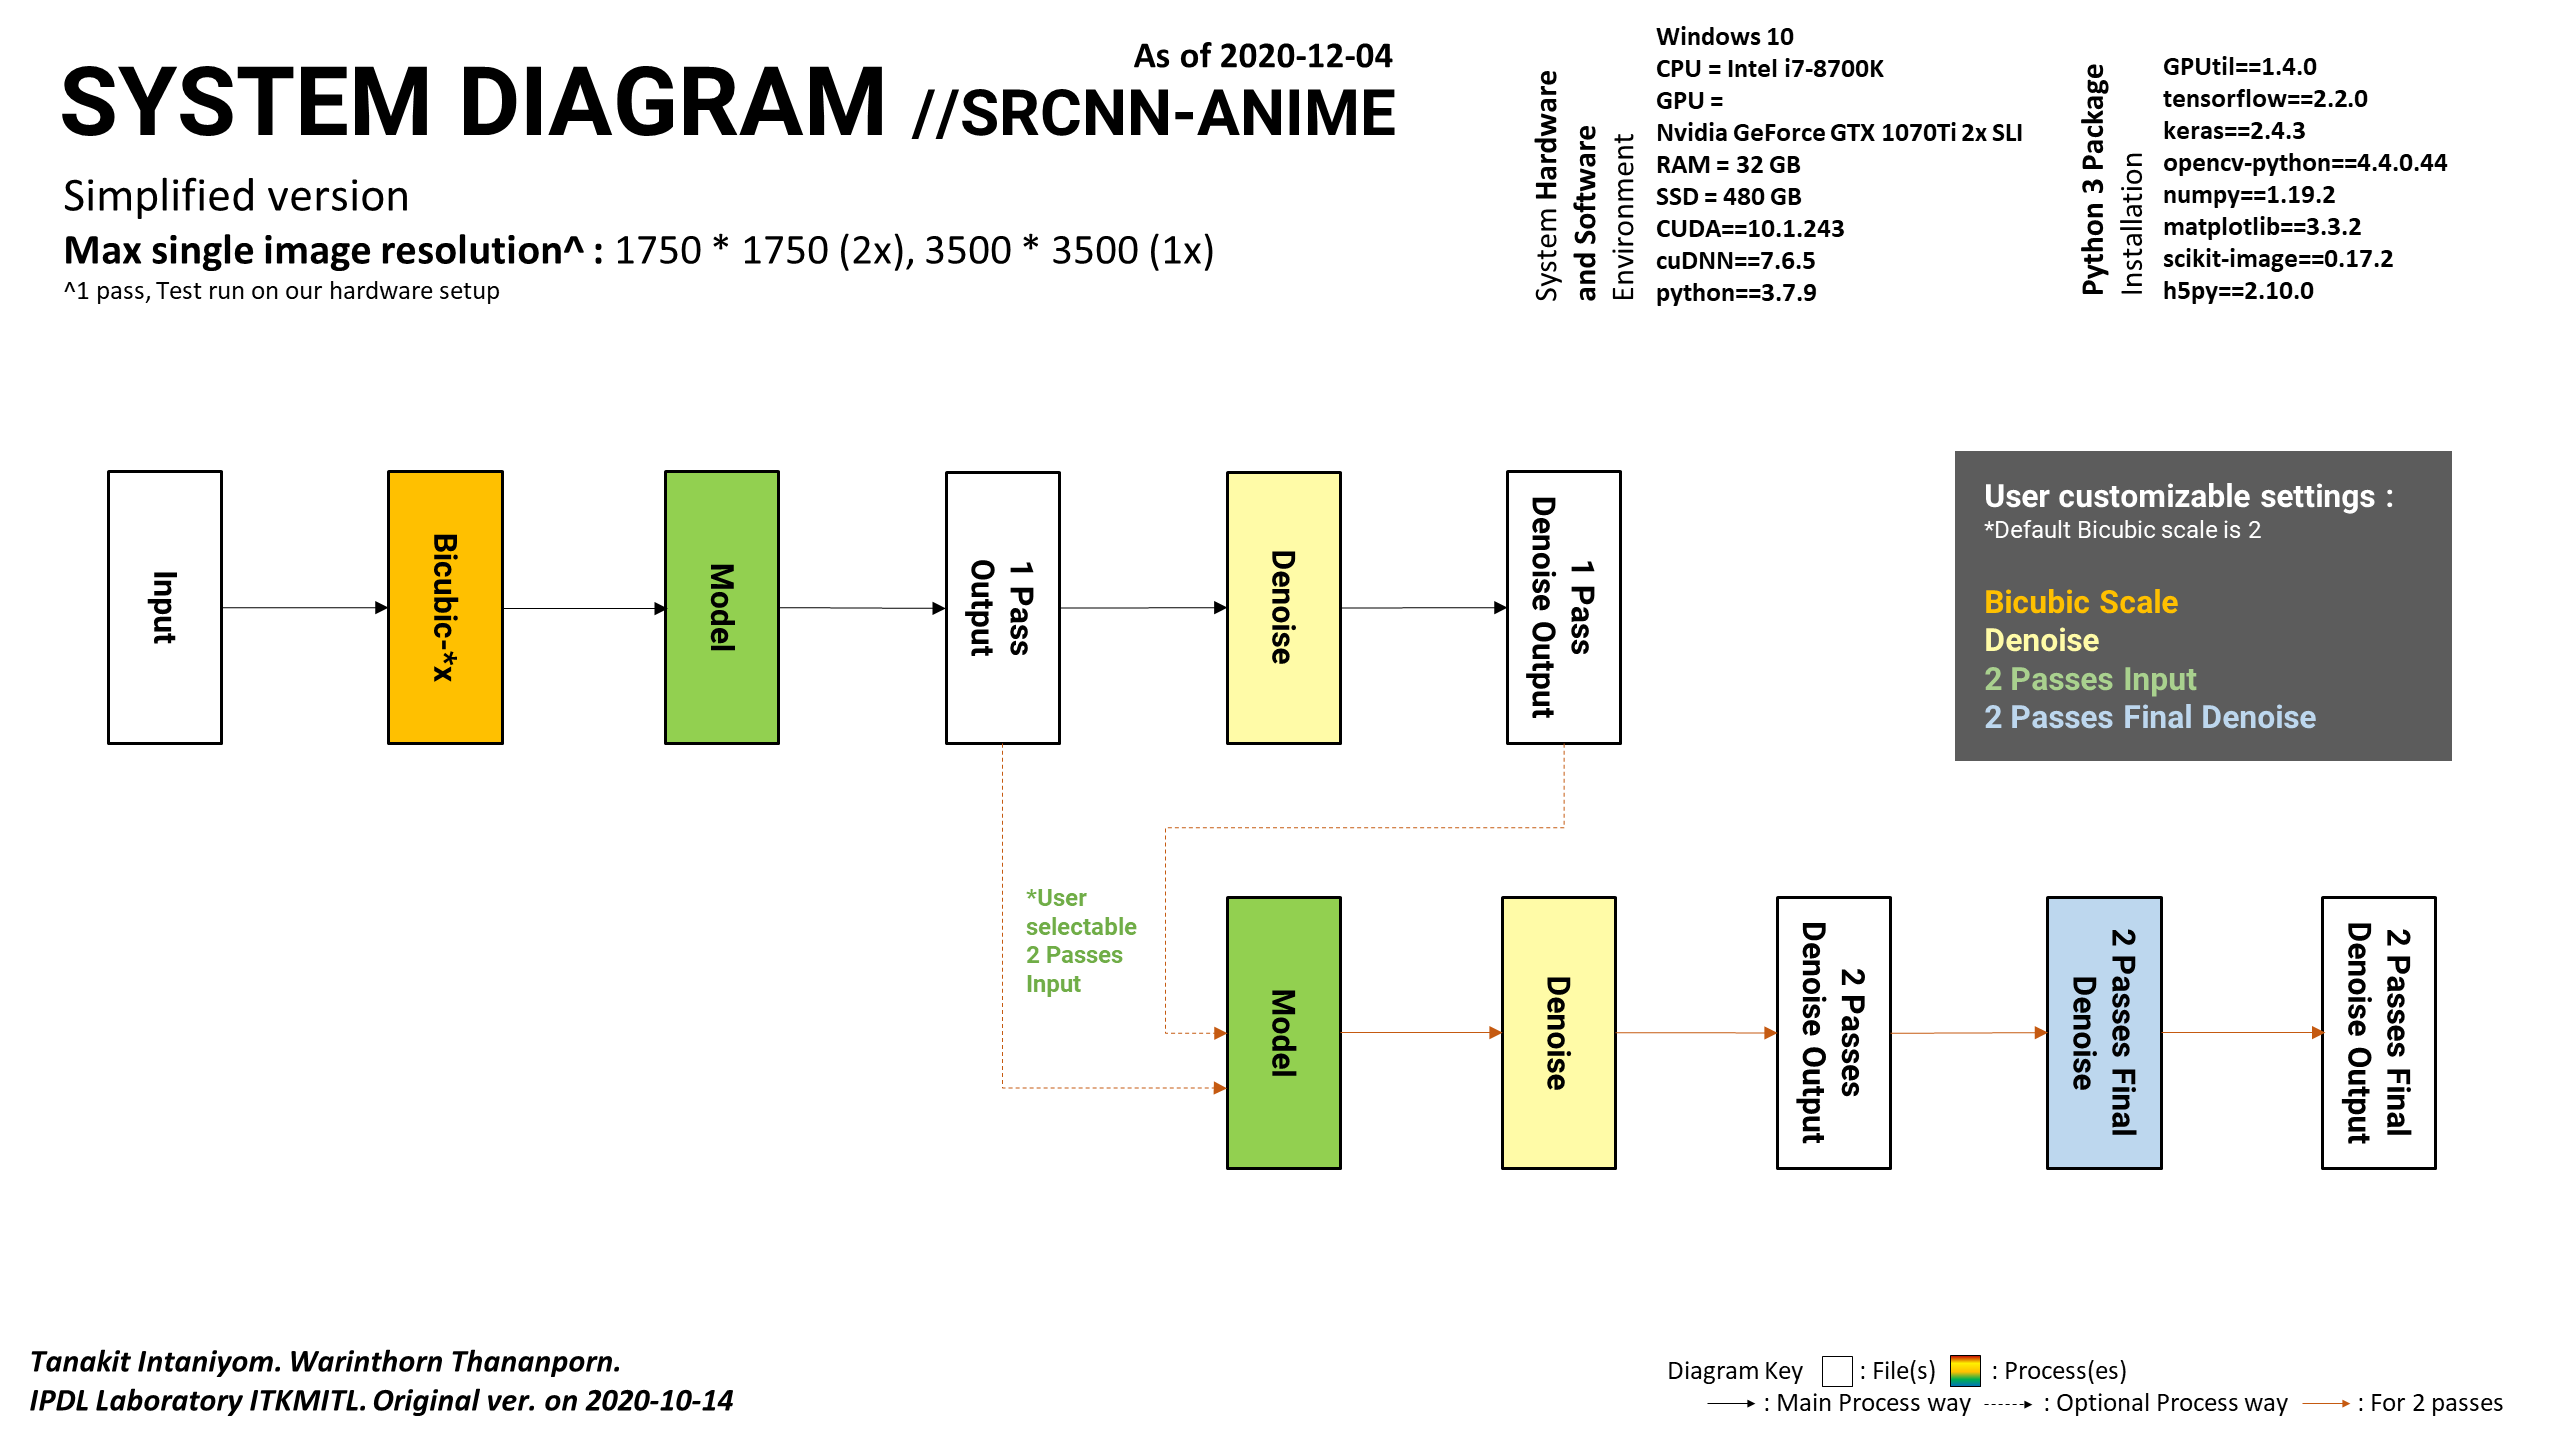 As of 2020-12-04
SYSTEM DIAGRAM //SRCNN-ANIME
Simplified version
Max single image resolution^ : 1750 * 1750 (2x), 3500 * 3500 (1x)
^1 pass, Test run on our hardware setup
System Hardware
and Software
Environment
Windows 10
CPU = Intel i7-8700K
GPU =
Nvidia GeForce GTX 1070Ti 2x SLI
RAM = 32 GB
SSD = 480 GB
CUDA==10.1.243
cuDNN==7.6.5
python==3.7.9
Python 3 Package
Installation
GPUtil==1.4.0
tensorflow==2.2.0
keras==2.4.3
opencv-python==4.4.0.44
numpy==1.19.2
matplotlib==3.3.2
scikit-image==0.17.2
h5py==2.10.0
Input
Bicubic-*x
Model
1 Pass
Output
Denoise
1 Pass
Denoise Output
User customizable settings :
*Default Bicubic scale is 2
Bicubic Scale
Denoise
2 Passes Input
2 Passes Final Denoise
*User
selectable
2 Passes
Input
Model
Denoise
2 Passes
Denoise Output
2 Passes Final
Denoise
2 Passes Final
Denoise Output
Tanakit Intaniyom. Warinthorn Thananporn.
IPDL Laboratory ITKMITL. Original ver. on 2020-10-14
Diagram Key : File(s) : Process(es)
: Main Process way : Optional Process way : For 2 passes